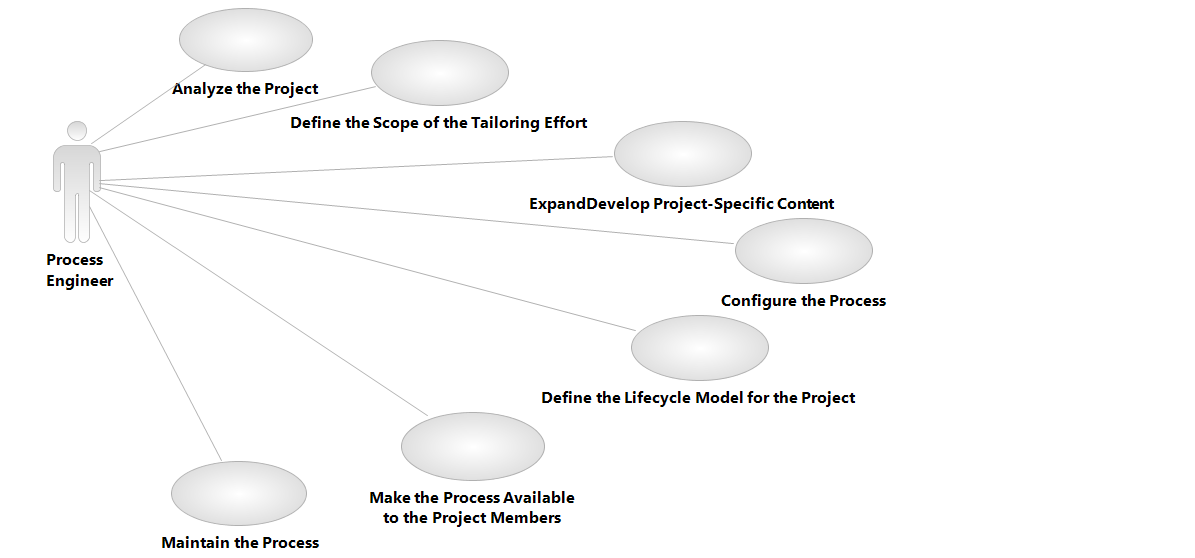 Analyze the Project
Define the Scope of the Tailoring Effort
ExpandDevelop Project-Specific Content
Process
Engineer
Configure the Process
Define the Lifecycle Model for the Project
Make the Process Available
to the Project Members
Maintain the Process